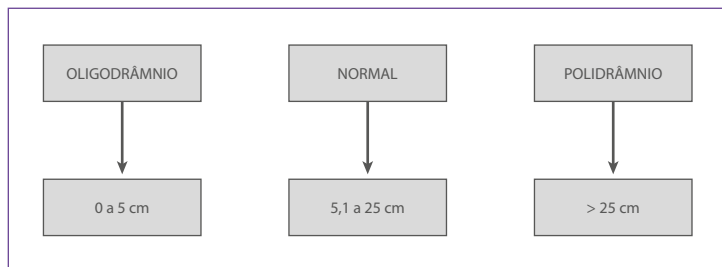 OLIGODRÂMNIO
NORMAL
POLIDRÂMNIO
0 a 5 cm
5,1 a 25 cm
> 25 cm